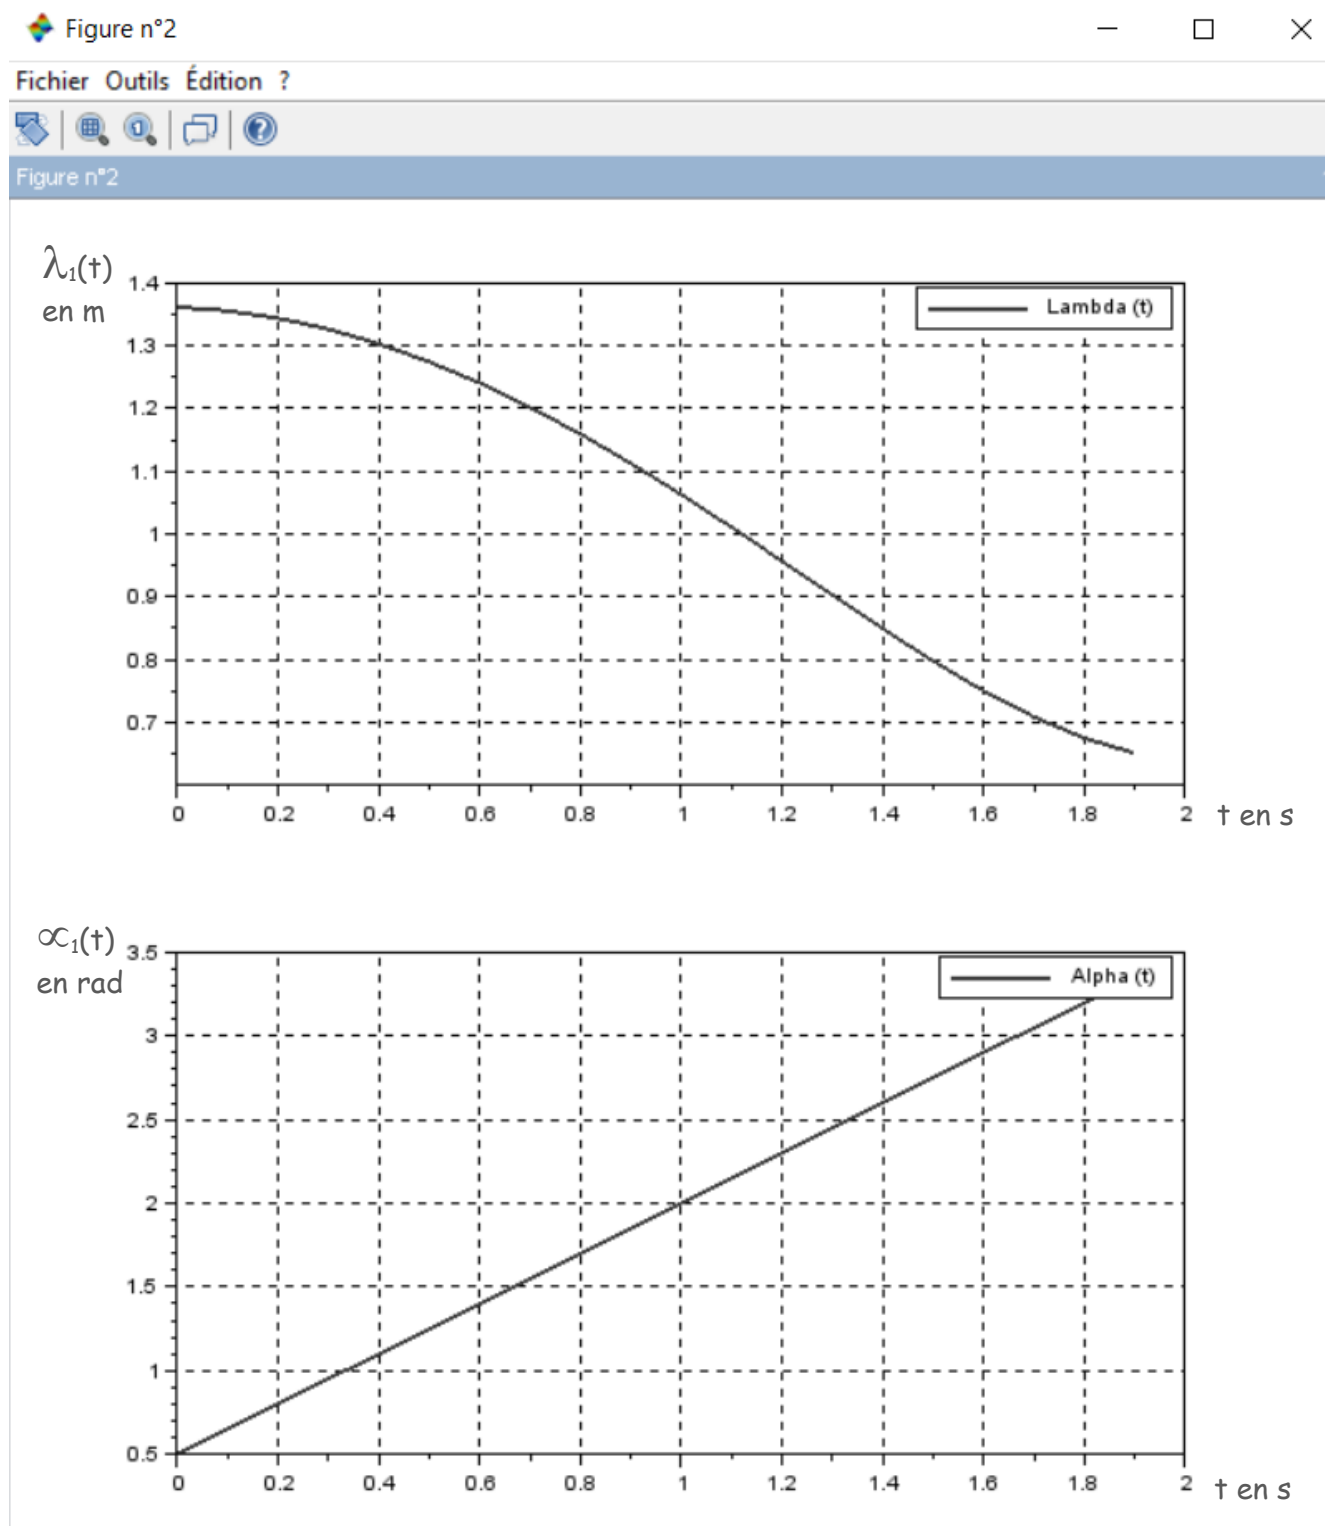 Figure n°2
Fichier Outils Édition ?
Figure n°2
λ₁(t)
en m
Lambda (t)
1.4
1.3
1.2
1.1
1
0.9
0.8
0.7
0 0.2 0.4 0.6 0.8 1 1.2 1.4 1.6 1.8 2
t en s
∝₁(t)
en rad
Alpha (t)
3.5
3
2.5
2
1.5
1
0.5
0 0.2 0.4 0.6 0.8 1 1.2 1.4 1.6 1.8 2
t en s